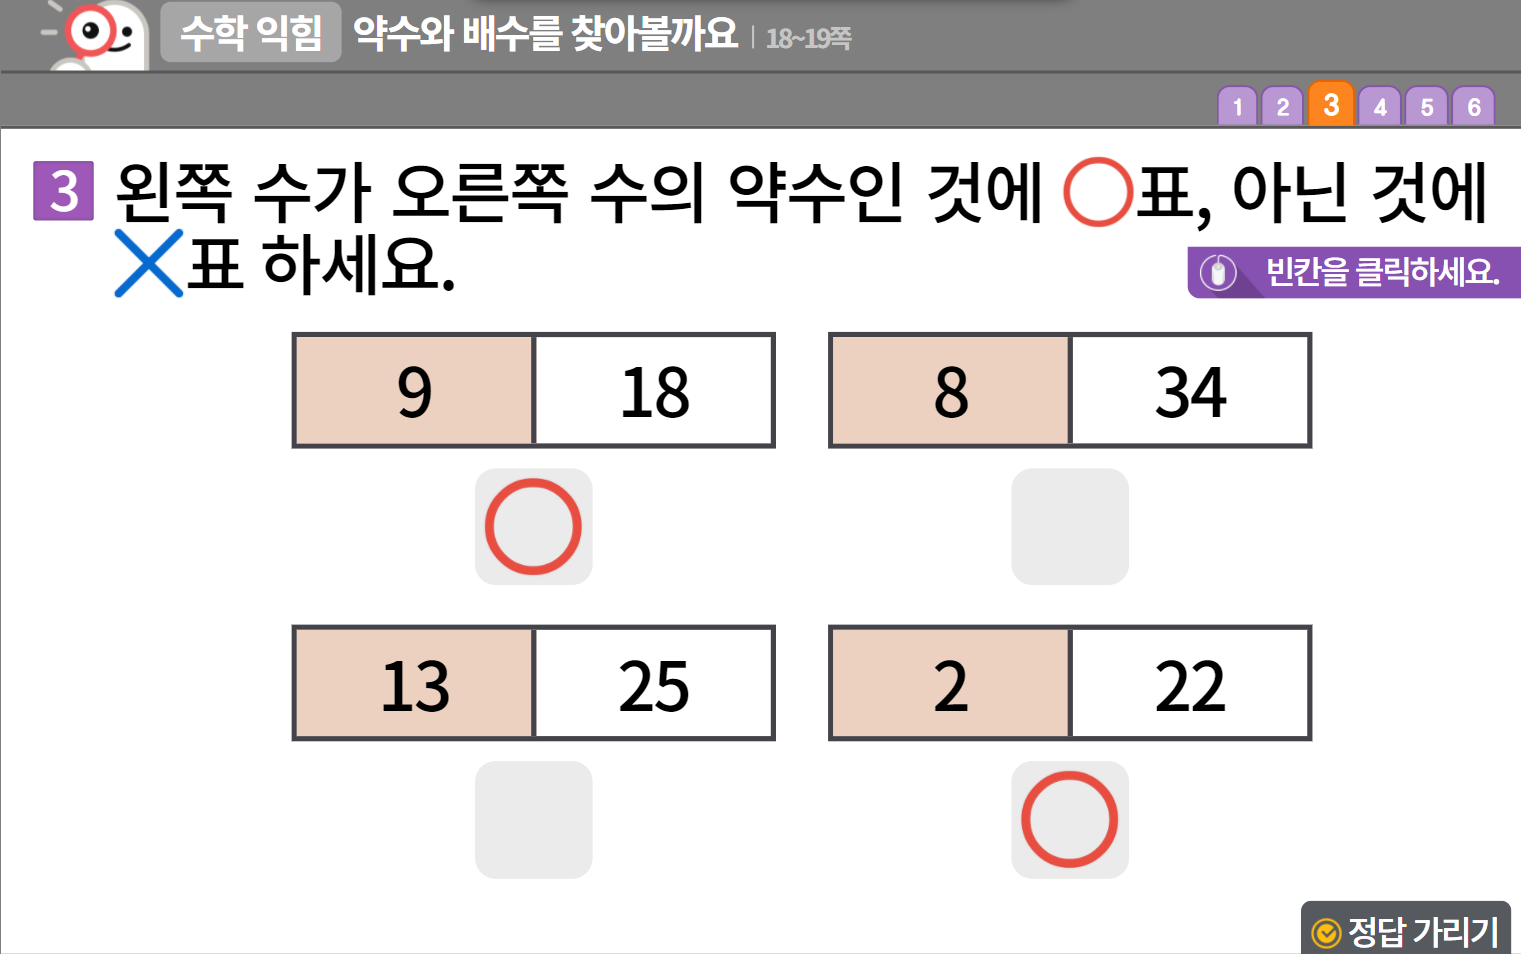 수학 익힘 약수와 배수를 찾아볼까요 18~19쪽
1 2 3 4 5 6
3 왼쪽 수가 오른쪽 수의 약수인 것에 ○표, 아닌 것에
×표 하세요.
빈칸을 클릭하세요.
9 18 8 34
13 25 2 22
정답 가리기